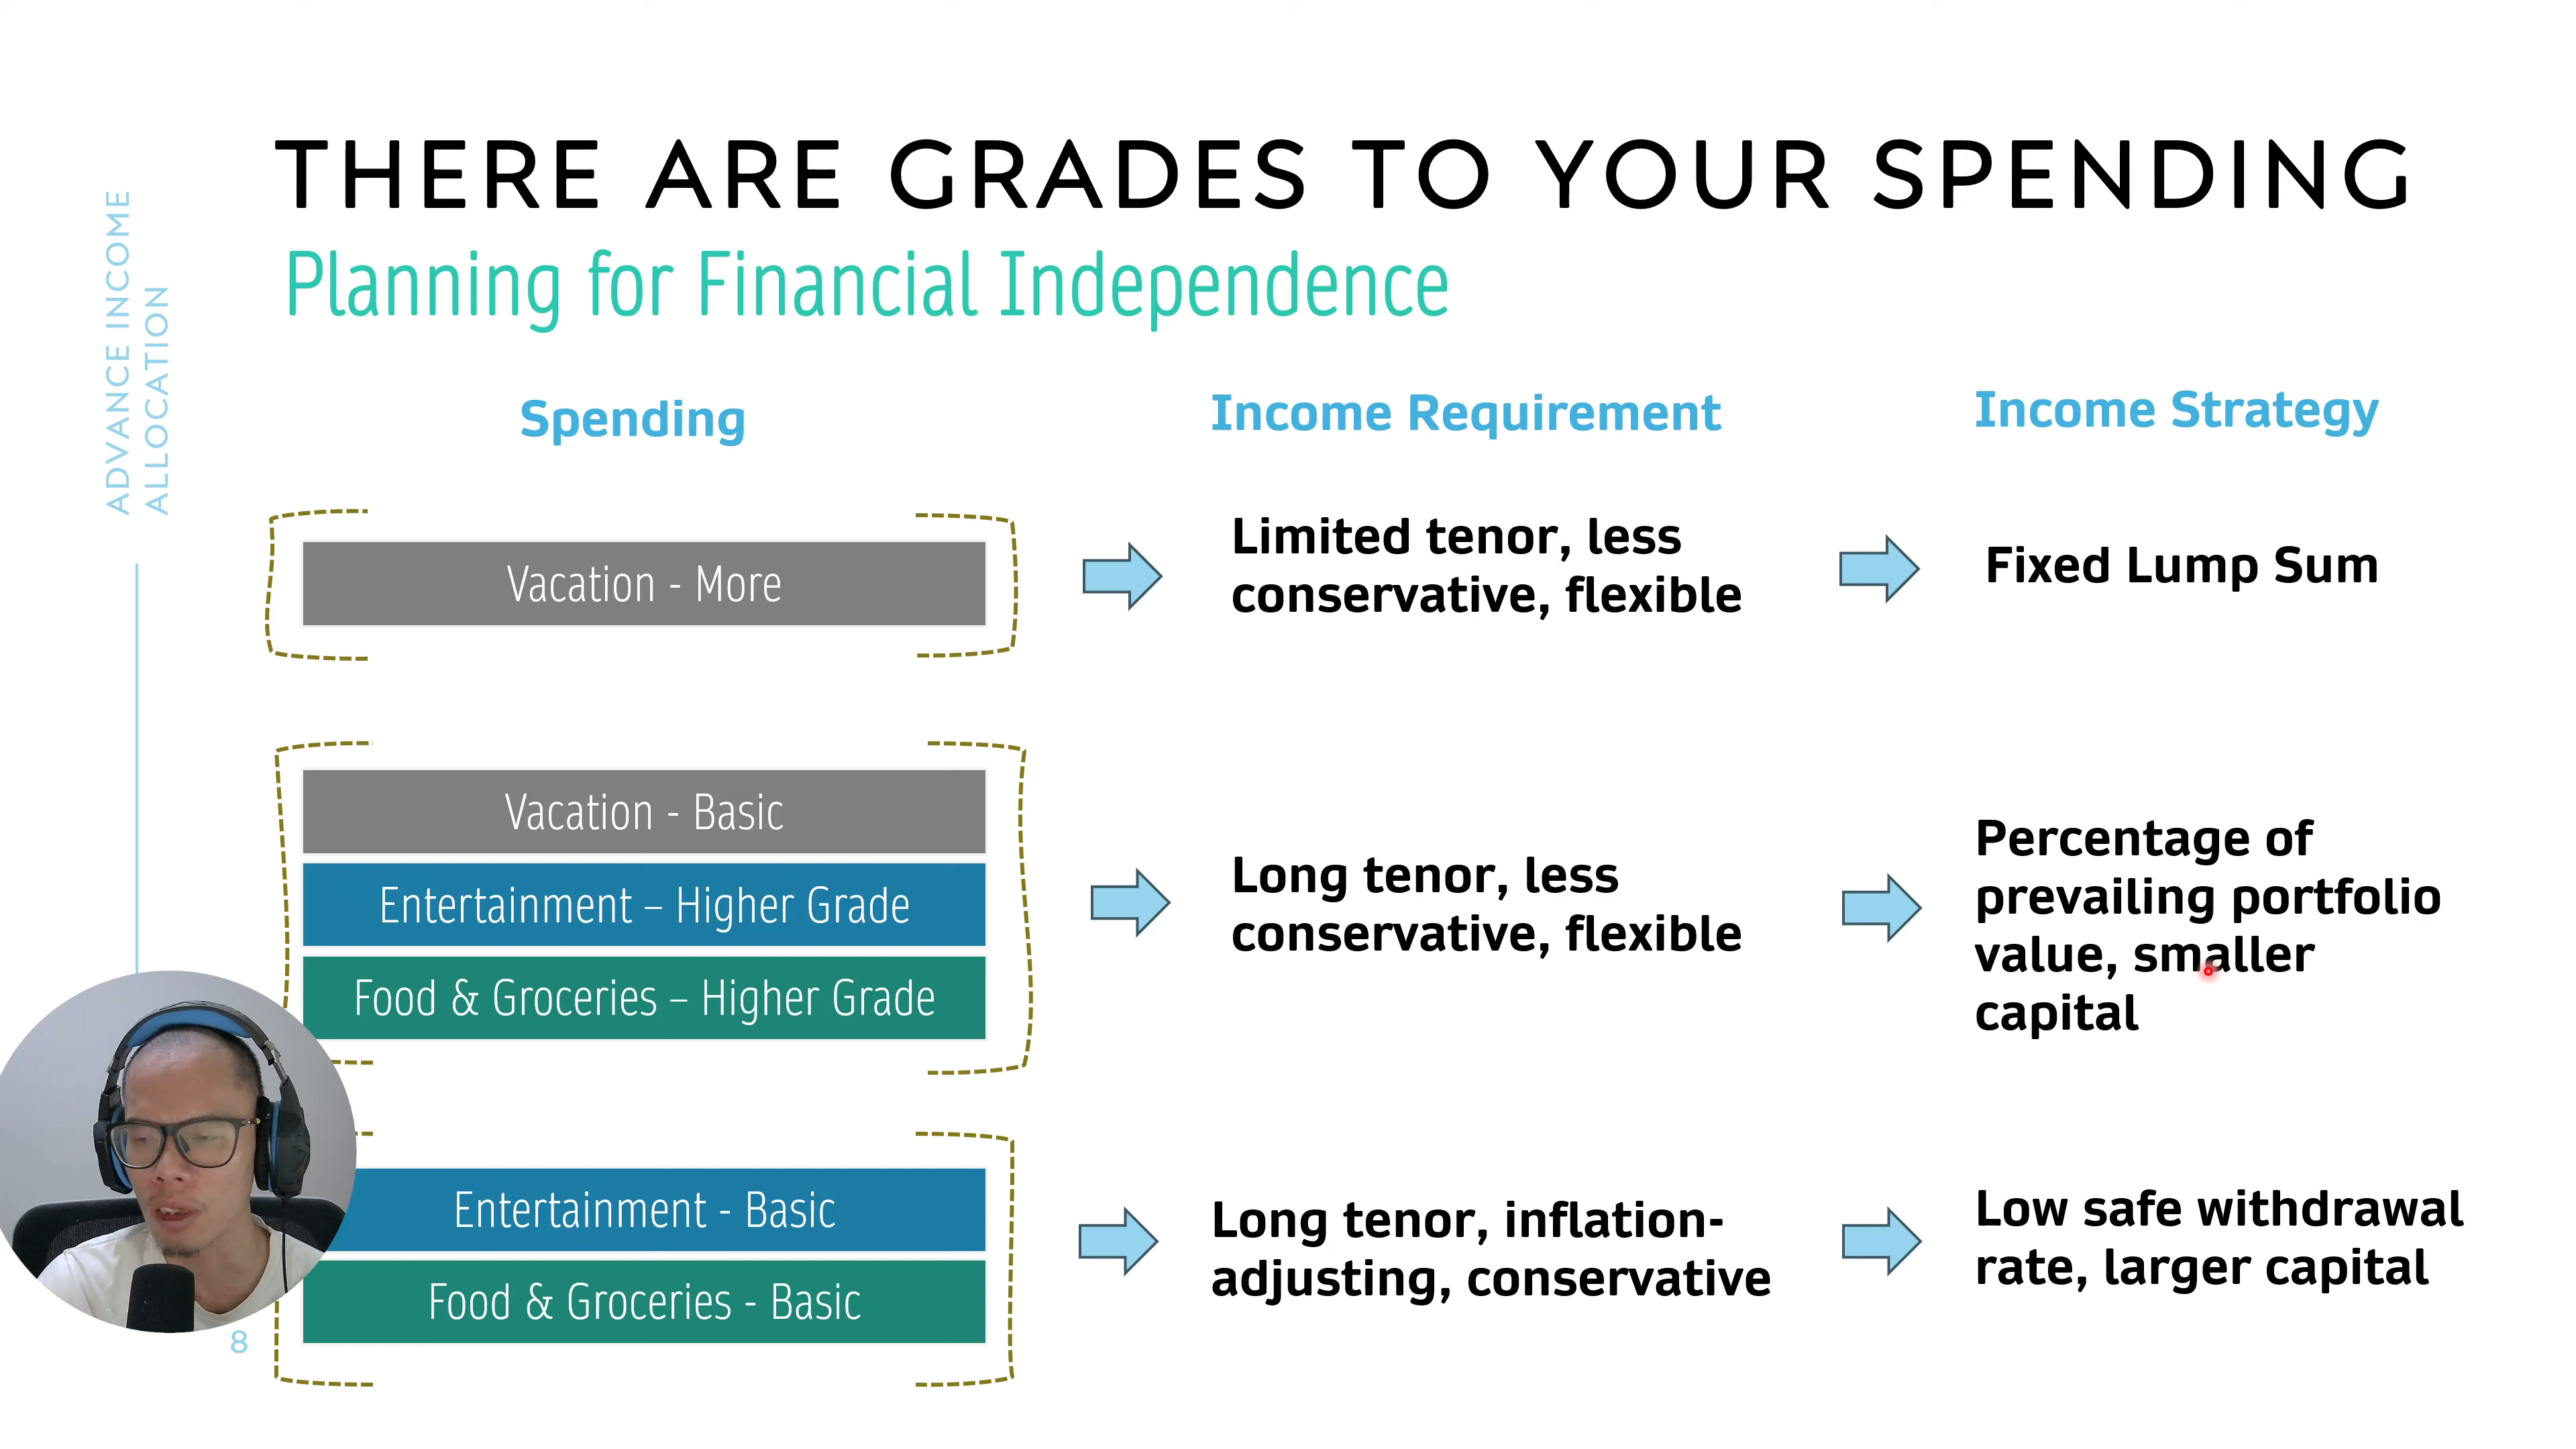 THERE ARE GRADES TO YOUR SPENDING
Planning for Financial Independence
ADVANCE INCOME
ALLOCATION
Spending
Income Requirement
Income Strategy
Vacation - More
Limited tenor, less
conservative, flexible
Fixed Lump Sum
Vacation - Basic
Entertainment – Higher Grade
Food & Groceries – Higher Grade
Long tenor, less
conservative, flexible
Percentage of
prevailing portfolio
value, smaller
capital
Entertainment - Basic
Food & Groceries - Basic
Long tenor, inflation-
adjusting, conservative
Low safe withdrawal
rate, larger capital
8